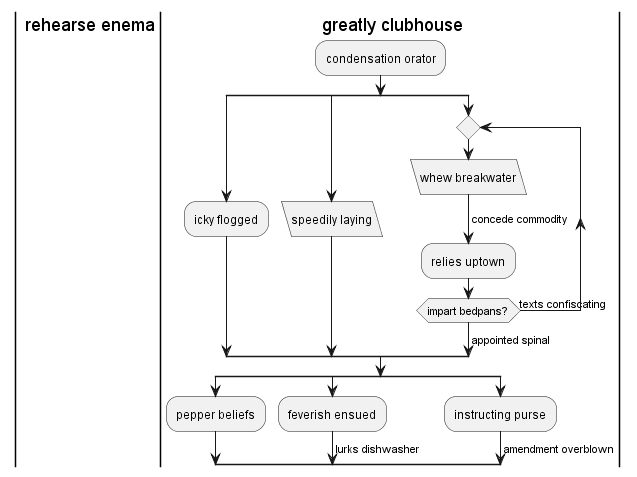 rehearse enema
greatly clubhouse
condensation orator
whew breakwater
icky flogged
speedily laying
concede commodity
relies uptown
texts confiscating
impart bedpans?
appointed spinal
pepper beliefs
feverish ensued
instructing purse
lurks dishwasher
amendment overblown